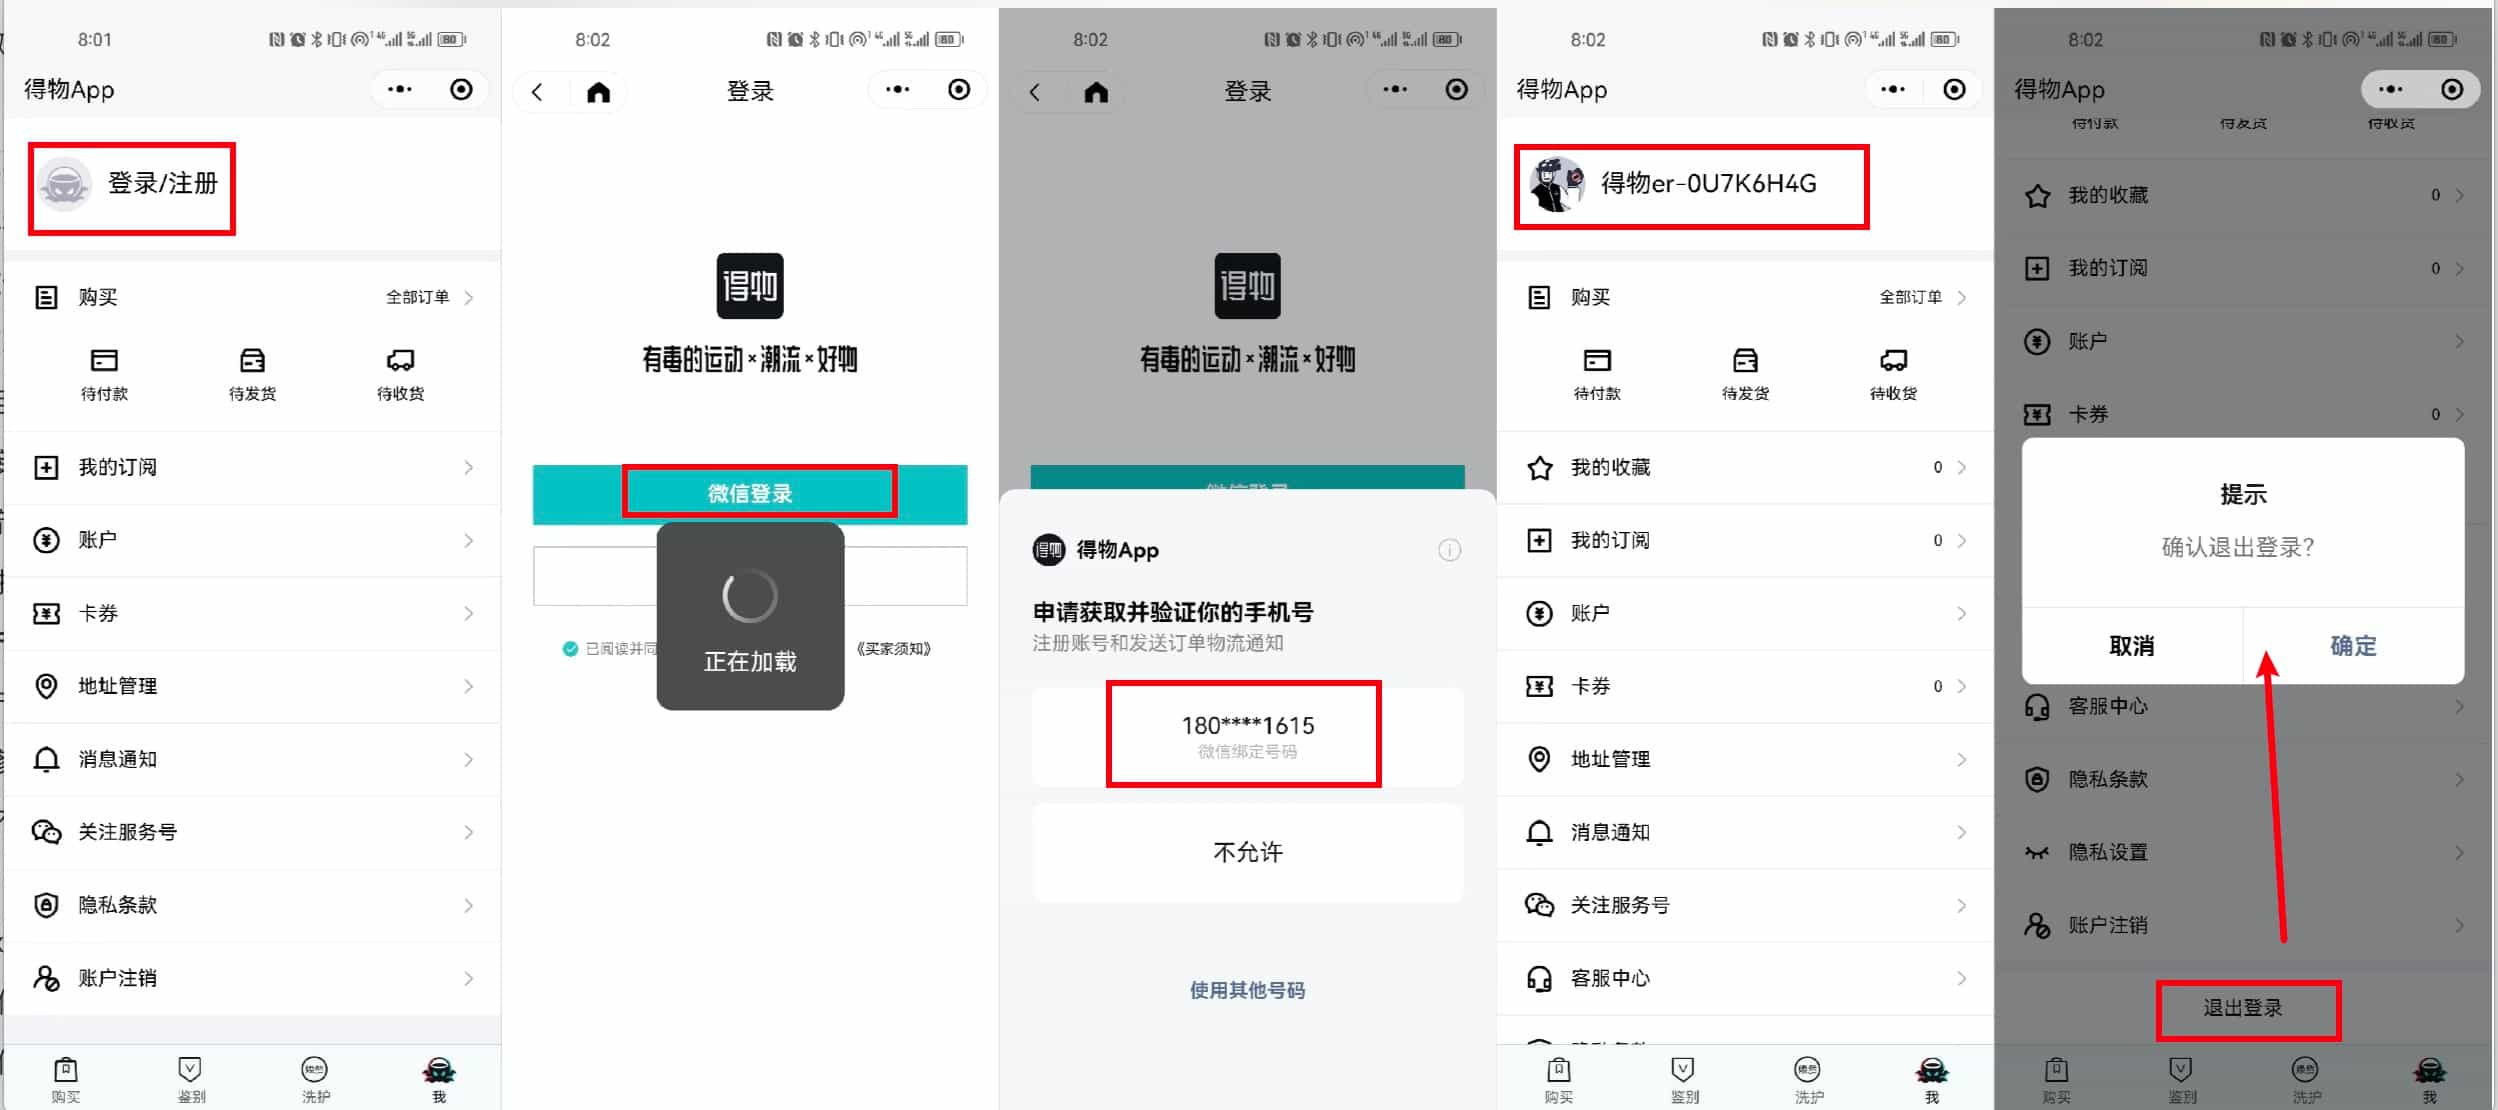 8:01
得物App
登录/注册
购买
全部订单
待付款
待发货
待收货
我的订阅
账户
卡券
地址管理
消息通知
关注服务号
隐私条款
账户注销
购买
鉴别
洗护
我
8:02
登录
得物
有毒的运动×潮流×好物
微信登录
正在加载
已阅读并同
《买家须知》
8:02
登录
得物
有毒的运动×潮流×好物
微信登录
得物 得物App
申请获取并验证你的手机号
注册账号和发送订单物流通知
180****1615
微信绑定号码
不允许
使用其他号码
8:02
得物App
得物er-0U7K6H4G
购买
全部订单
待付款
待发货
待收货
我的收藏 0
我的订阅 0
账户
卡券 0
地址管理
消息通知
关注服务号
客服中心
购买
鉴别
洗护
我
8:02
得物App
待付款
待发货
待收货
我的收藏 0
我的订阅 0
账户
卡券 0
提示
确认退出登录?
取消
确定
客服中心
隐私条款
隐私设置
账户注销
退出登录
购买
鉴别
洗护
我